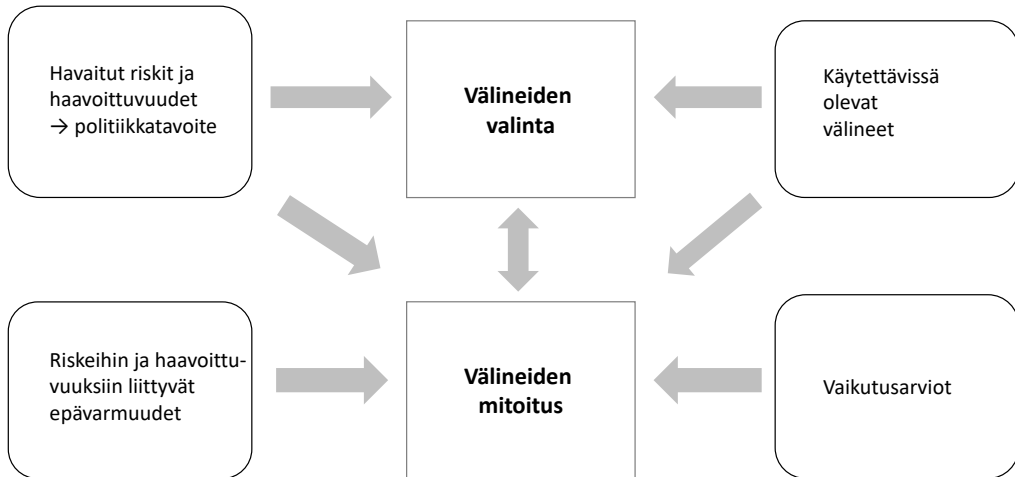 Havaitut riskit ja
haavoittuvuudet
→ politiikkatavoite
Välineiden
valinta
Käytettävissä
olevat
välineet
Riskeihin ja haavoittu-
vuuksiin liittyvät
epävarmuudet
Välineiden
mitoitus
Vaikutusarviot